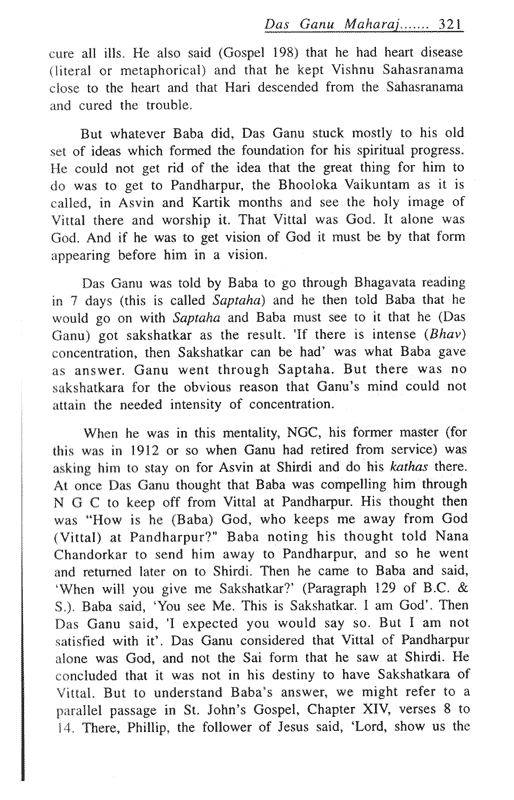 Das Ganu Maharaj....... 321
cure all ills. He also said (Gospel 198) that he had heart disease
(literal or metaphorical) and that he kept Vishnu Sahasranama
close to the heart and that Hari descended from the Sahasranama
and cured the trouble.
But whatever Baba did, Das Ganu stuck mostly to his old
set of ideas which formed the foundation for his spiritual progress.
He could not get rid of the idea that the great thing for him to
do was to get to Pandharpur, the Bhooloka Vaikuntam as it is
called, in Asvin and Kartik months and see the holy image of
Vittal there and worship it. That Vittal was God. It alone was
God. And if he was to get vision of God it must be by that form
appearing before him in a vision.
Das Ganu was told by Baba to go through Bhagavata reading
in 7 days (this is called Saptaha) and he then told Baba that he
would go on with Saptaha and Baba must see to it that he (Das
Ganu) got sakshatkar as the result. 'If there is intense (Bhav)
concentration, then Sakshatkar can be had' was what Baba gave
as answer. Ganu went through Saptaha. But there was no
sakshatkara for the obvious reason that Ganu's mind could not
attain the needed intensity of concentration.
When he was in this mentality, NGC, his former master (for
this was in 1912 or so when Ganu had retired from service) was
asking him to stay on for Asvin at Shirdi and do his kathas there.
At once Das Ganu thought that Baba was compelling him through
N G C to keep off from Vittal at Pandharpur. His thought then
was "How is he (Baba) God, who keeps me away from God
(Vittal) at Pandharpur?" Baba noting his thought told Nana
Chandorkar to send him away to Pandharpur, and so he went
and returned later on to Shirdi. Then he came to Baba and said,
'When will you give me Sakshatkar?' (Paragraph 129 of B.C. &
S.). Baba said, 'You see Me. This is Sakshatkar. I am God'. Then
Das Ganu said, 'I expected you would say so. But I am not
satisfied with it'. Das Ganu considered that Vittal of Pandharpur
alone was God, and not the Sai form that he saw at Shirdi. He
concluded that it was not in his destiny to have Sakshatkara of
Vittal. But to understand Baba's answer, we might refer to a
parallel passage in St. John's Gospel, Chapter XIV, verses 8 to
14. There, Phillip, the follower of Jesus said, 'Lord, show us the